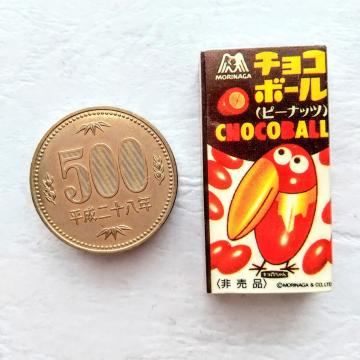 500
平成二十八年
MORINAGA
チョコ
ボール
〈ピーナッツ〉
CHOCOBALL
〈非売品〉
©MORINAGA & CO., LTD